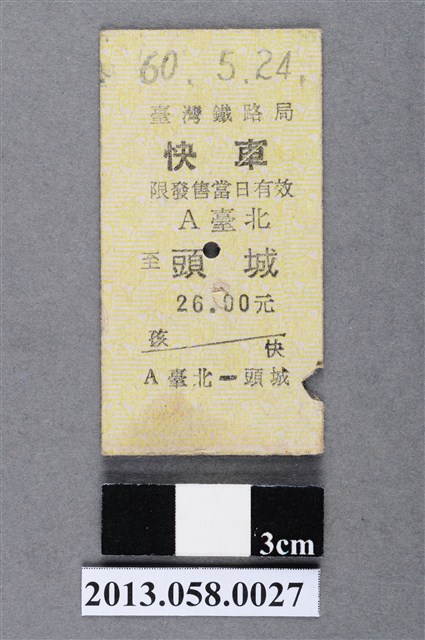 60. 5.24.
臺灣鐵路局
快車
限發售當日有效
A臺北
至 頭城
26.00元
孩 快
A臺北－頭城
3cm
2013.058.0027